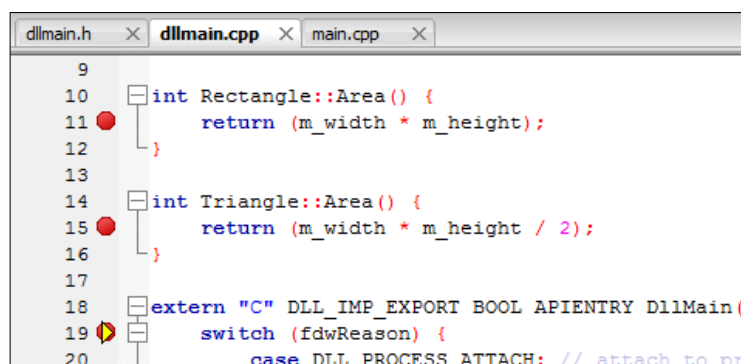 dllmain.h dllmain.cpp main.cpp
9
10 int Rectangle::Area() {
11 return (m_width * m_height);
12 }
13
14 int Triangle::Area() {
15 return (m_width * m_height / 2);
16 }
17
18 extern "C" DLL_IMP_EXPORT BOOL APIENTRY DllMain(
19 switch (fdwReason) {
20 case DLL_PROCESS_ATTACH: // attach to pr